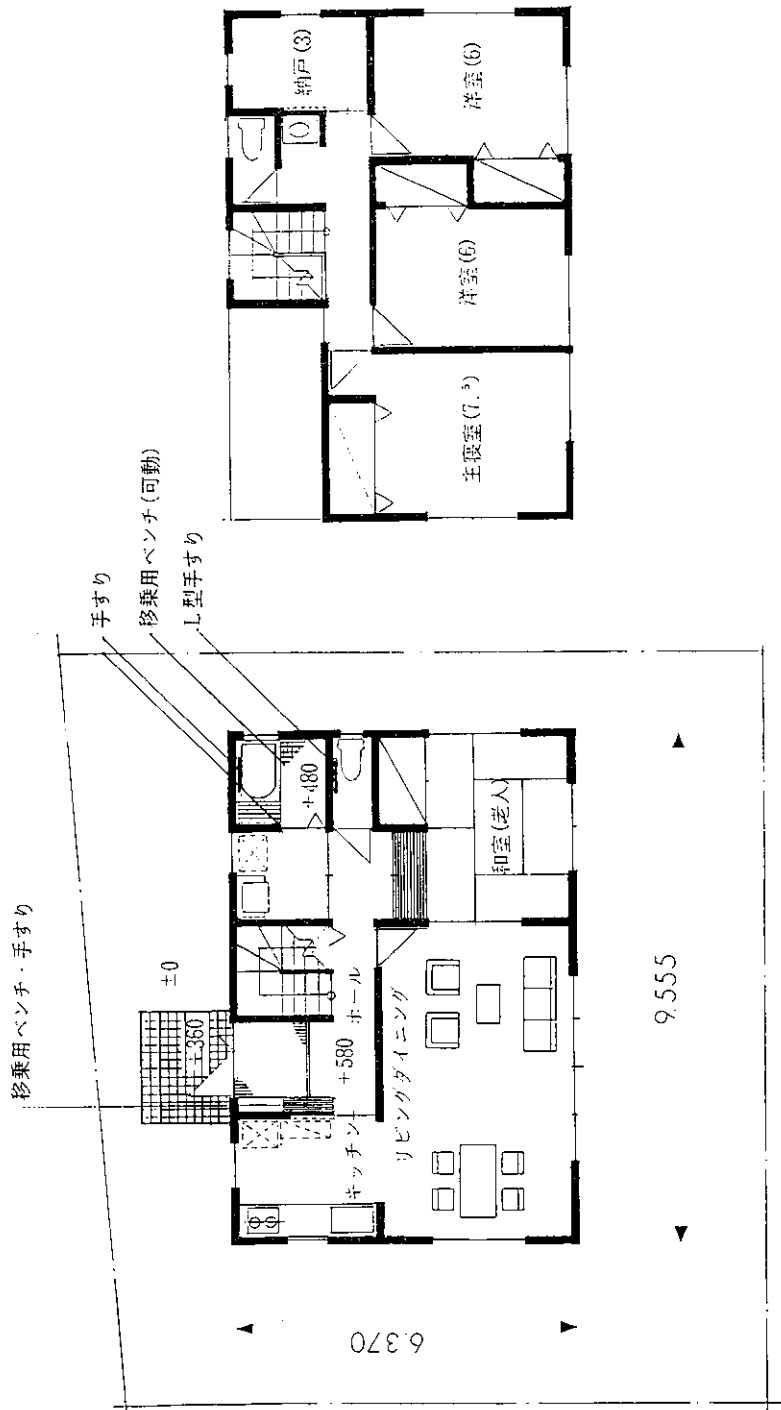 移乗用ベンチ・手すり
手すり
移乗用ベンチ(可動)
L型手すり
±0
±360
+480
+580
ホール
キッチン
リビングダイニング
和室(老人)
6.370
9.555
納戸(3)
洋室(6)
洋室(6)
主寝室(7.5)